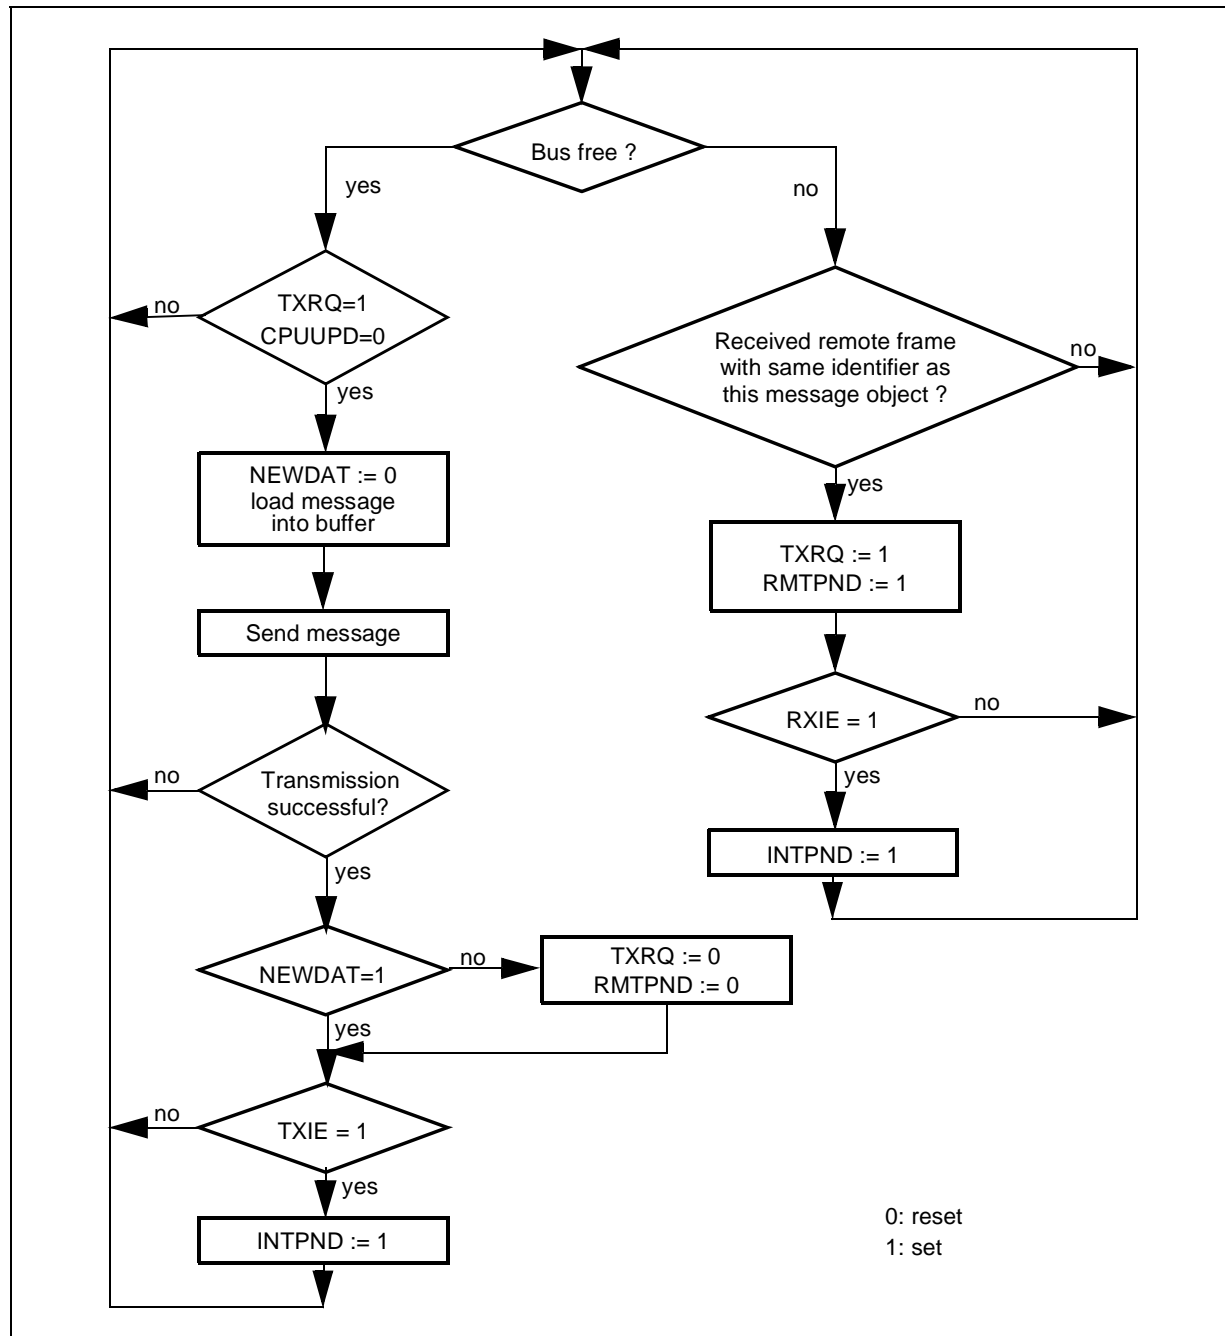 Bus free ?
yes
no
TXRQ=1
CPUUPD=0
no
yes
Received remote frame
with same identifier as
this message object ?
no
yes
NEWDAT := 0
load message
into buffer
TXRQ := 1
RMTPND := 1
Send message
RXIE = 1
no
yes
Transmission
successful?
no
yes
INTPND := 1
NEWDAT=1
no
yes
TXRQ := 0
RMTPND := 0
TXIE = 1
no
yes
INTPND := 1
0: reset
1: set